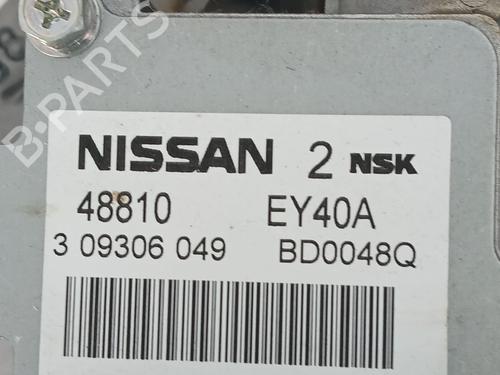 NISSAN 2 NSK
48810 EY40A
3 09306 049 BD0048Q
B-PARTS